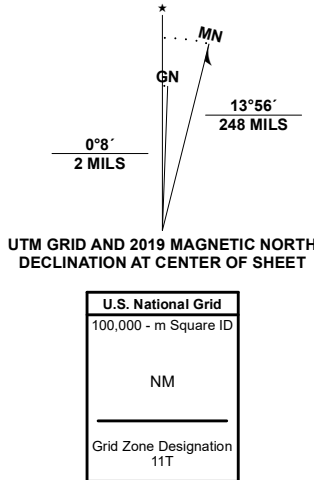 ★
MN
GN
13°56´
248 MILS
0°8´
2 MILS
UTM GRID AND 2019 MAGNETIC NORTH
DECLINATION AT CENTER OF SHEET
U.S. National Grid
100,000 - m Square ID
NM
Grid Zone Designation
11T